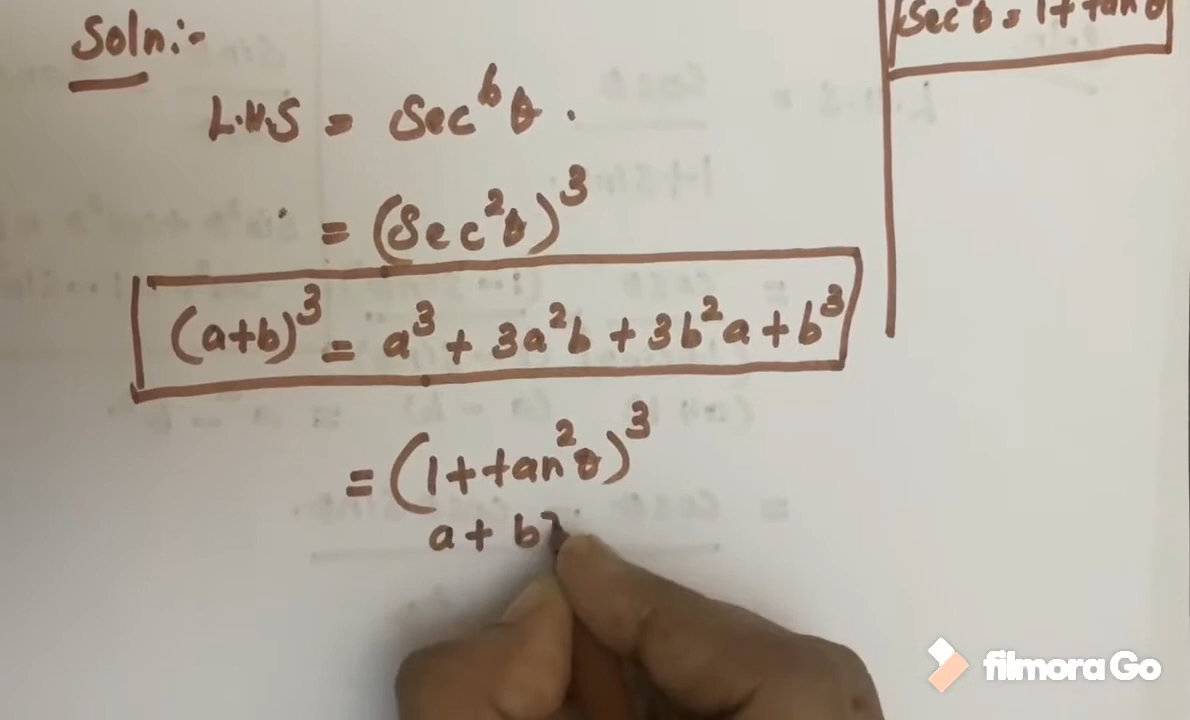 Soln:-
Sec²θ = 1 + tan²θ
L.H.S = Sec⁶θ.
= (Sec²θ)³
(a+b)³ = a³ + 3a²b + 3b²a + b³
= (1 + tan²θ)³
a + b
filmora Go